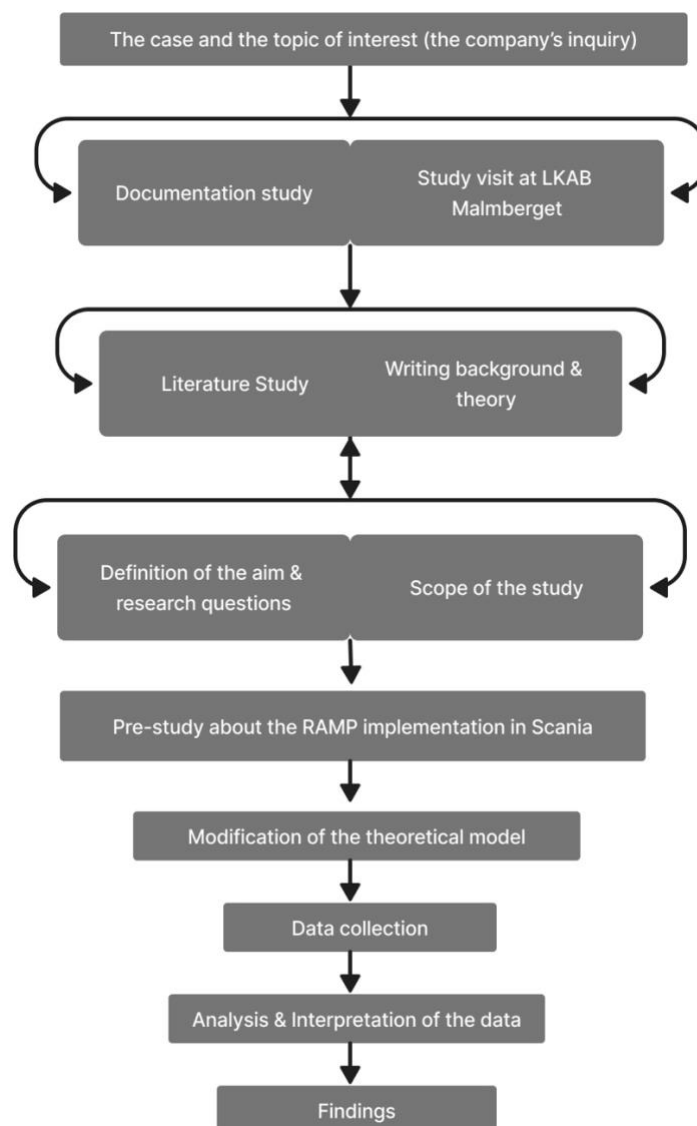 The case and the topic of interest (the company’s inquiry)
Documentation study
Study visit at LKAB
Malmberget
Literature Study
Writing background &
theory
Definition of the aim &
research questions
Scope of the study
Pre-study about the RAMP implementation in Scania
Modification of the theoretical model
Data collection
Analysis & Interpretation of the data
Findings